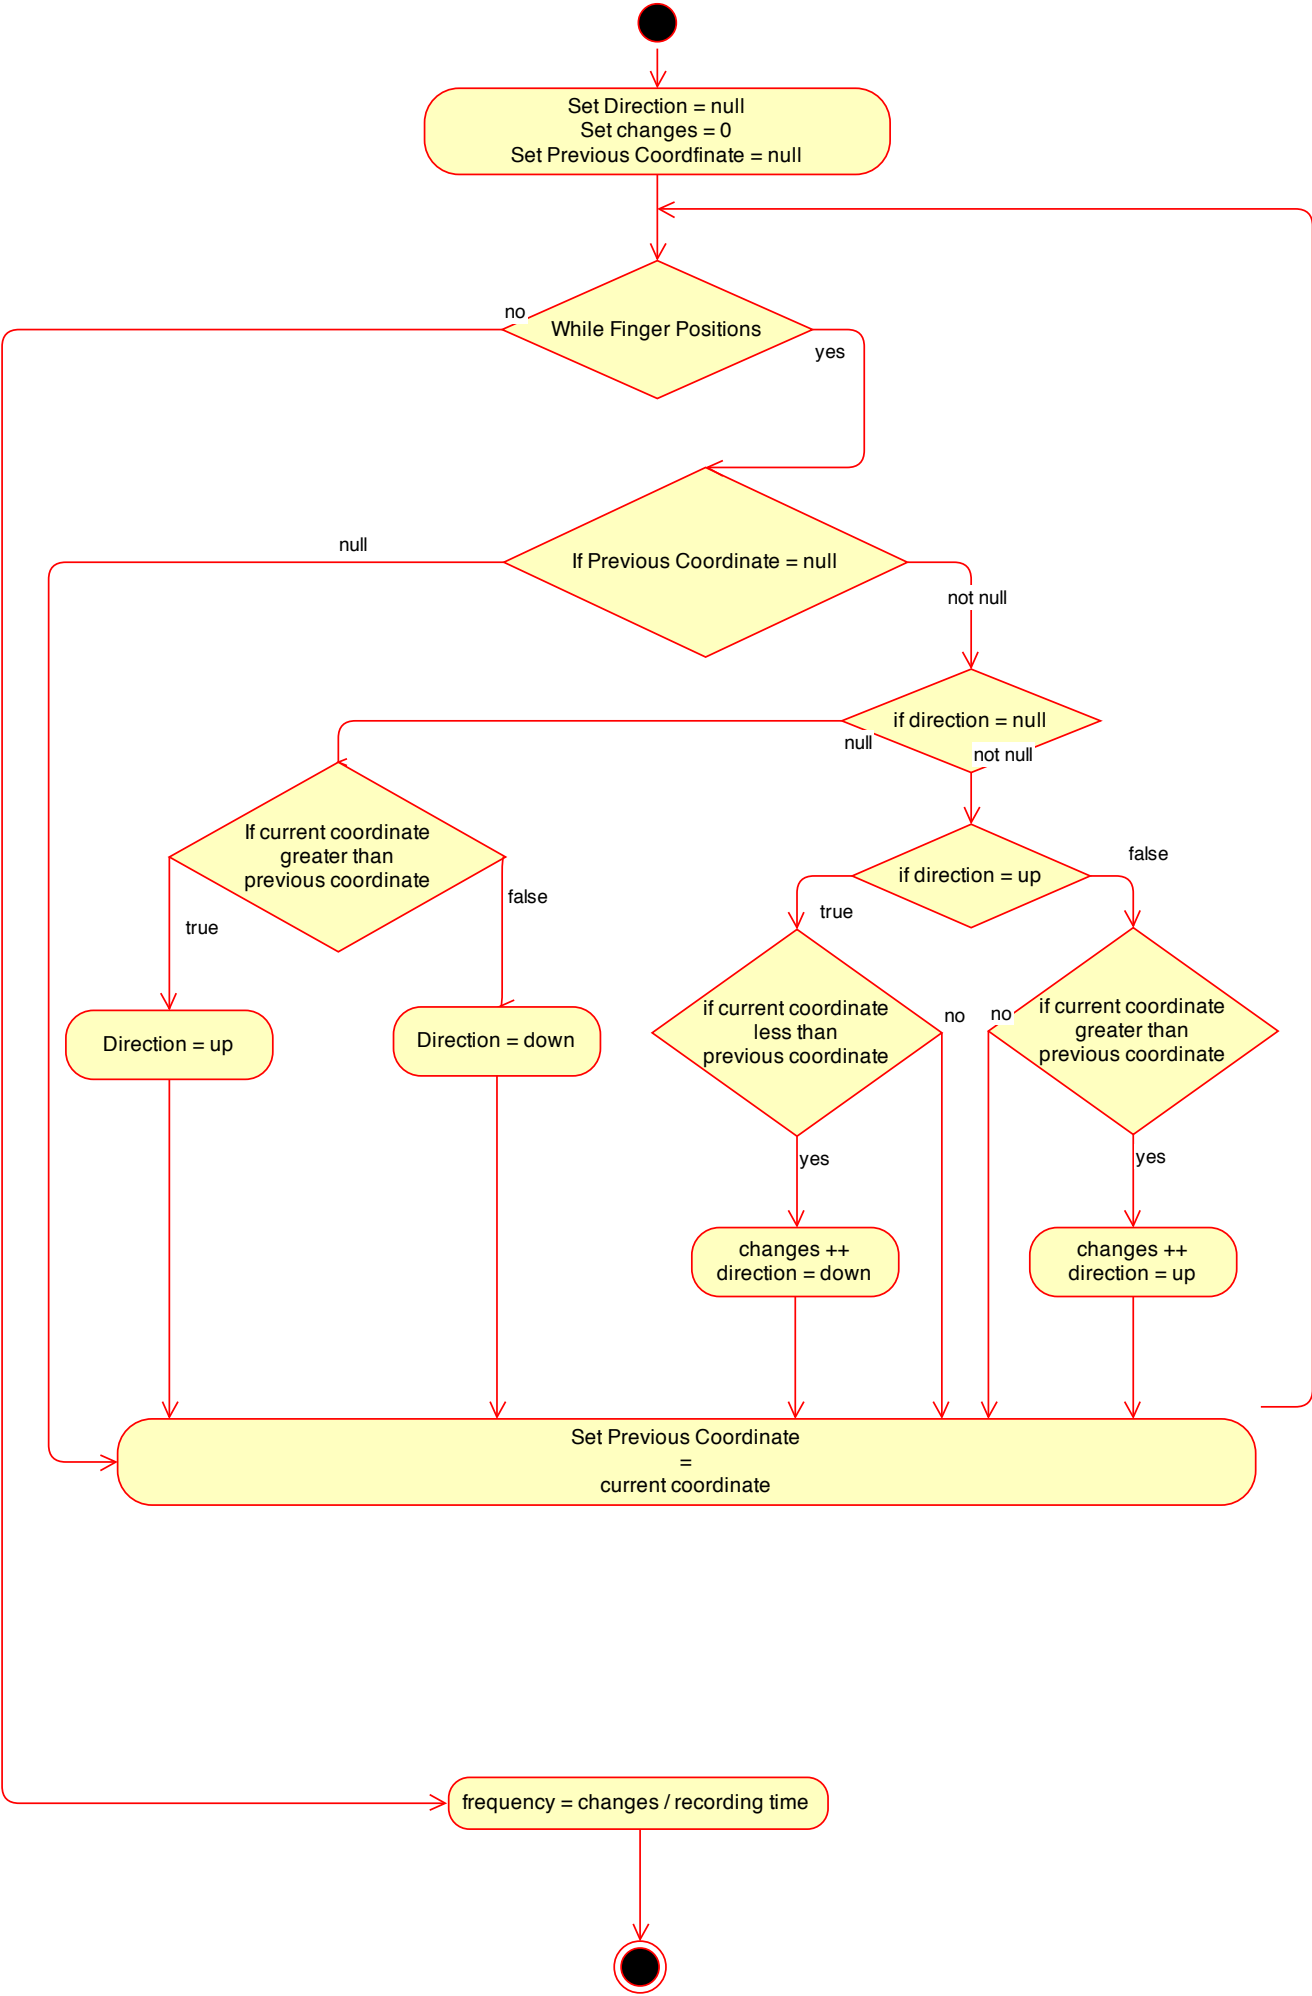 Set Direction = null
Set changes = 0
Set Previous Coordfinate = null
no
While Finger Positions
yes
null
If Previous Coordinate = null
not null
if direction = null
null
not null
If current coordinate
greater than
previous coordinate
true
false
if direction = up
true
false
Direction = up
Direction = down
if current coordinate
less than
previous coordinate
no
no
if current coordinate
greater than
previous coordinate
yes
yes
changes ++
direction = down
changes ++
direction = up
Set Previous Coordinate
=
current coordinate
frequency = changes / recording time